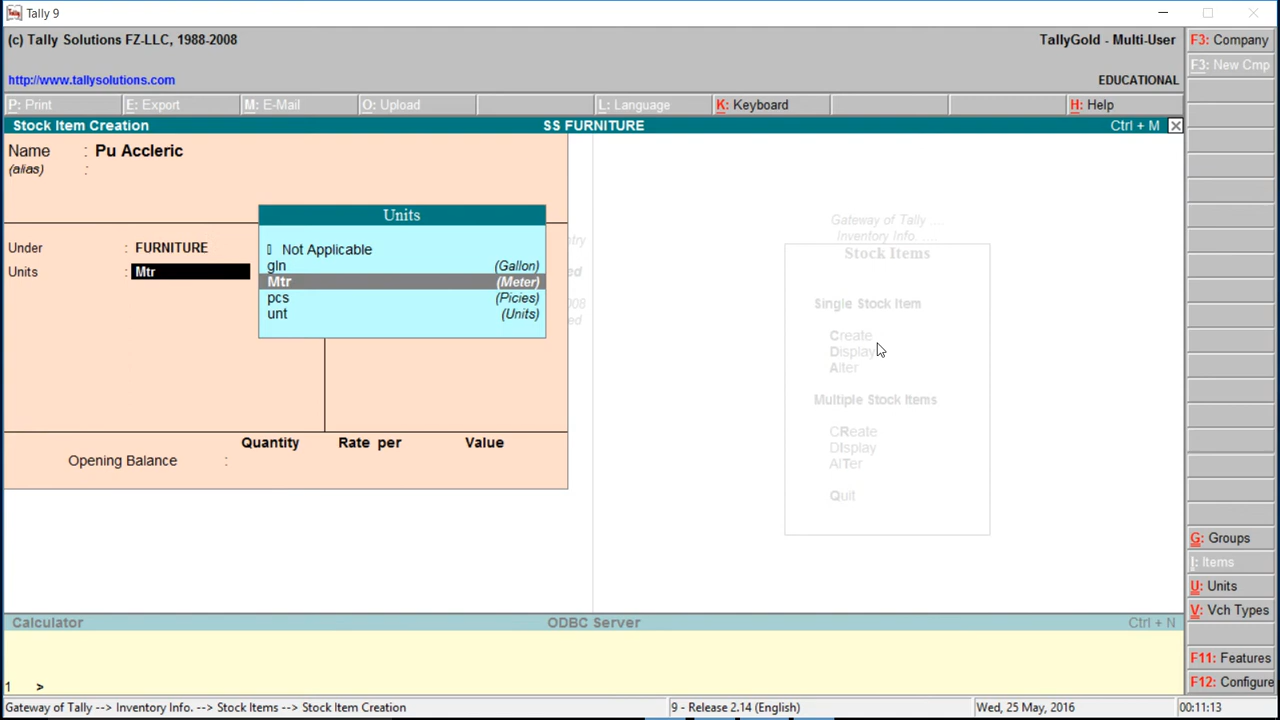 Tally 9
(c) Tally Solutions FZ-LLC, 1988-2008
TallyGold - Multi-User
http://www.tallysolutions.com
EDUCATIONAL
P: Print
E: Export
M: E-Mail
O: Upload
L: Language
K: Keyboard
H: Help
Stock Item Creation
SS FURNITURE
Ctrl + M
Name : Pu Accleric
(alias) :
Under : FURNITURE
Units : Mtr
Units
Not Applicable
gln (Gallon)
Mtr (Meter)
pcs (Picies)
unt (Units)
Quantity Rate per Value
Opening Balance :
Gateway of Tally ....
Inventory Info. ...
Stock Items
Single Stock Item
Create
Display
Alter
Multiple Stock Items
CReate
DIsplay
AlTer
Quit
F3: Company
F3: New Cmp
G: Groups
I: Items
U: Units
V: Vch Types
F11: Features
F12: Configure
Calculator
ODBC Server
Ctrl + N
1 >
Gateway of Tally --> Inventory Info. --> Stock Items --> Stock Item Creation
9 - Release 2.14 (English)
Wed, 25 May, 2016
00:11:13